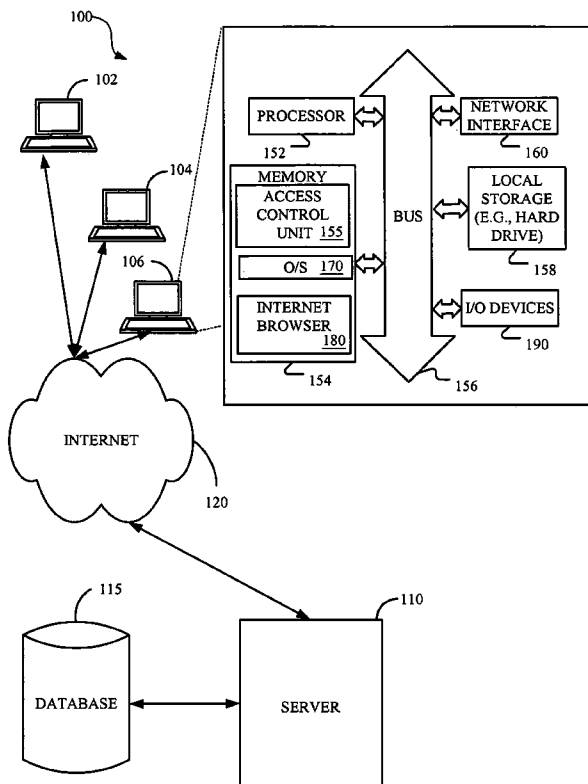 100
102
104
106
PROCESSOR
152
MEMORY
ACCESS
CONTROL
UNIT 155
O/S 170
INTERNET
BROWSER
180
154
BUS
156
NETWORK
INTERFACE
160
LOCAL
STORAGE
(E.G., HARD
DRIVE)
158
I/O DEVICES
190
INTERNET
120
115
DATABASE
110
SERVER